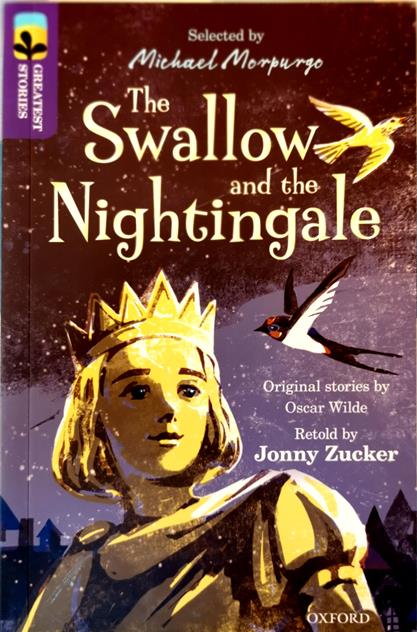 GREATEST
STORIES
Selected by
Michael Morpurgo
The
Swallow
and the
Nightingale
Original stories by
Oscar Wilde
Retold by
Jonny Zucker
OXFORD